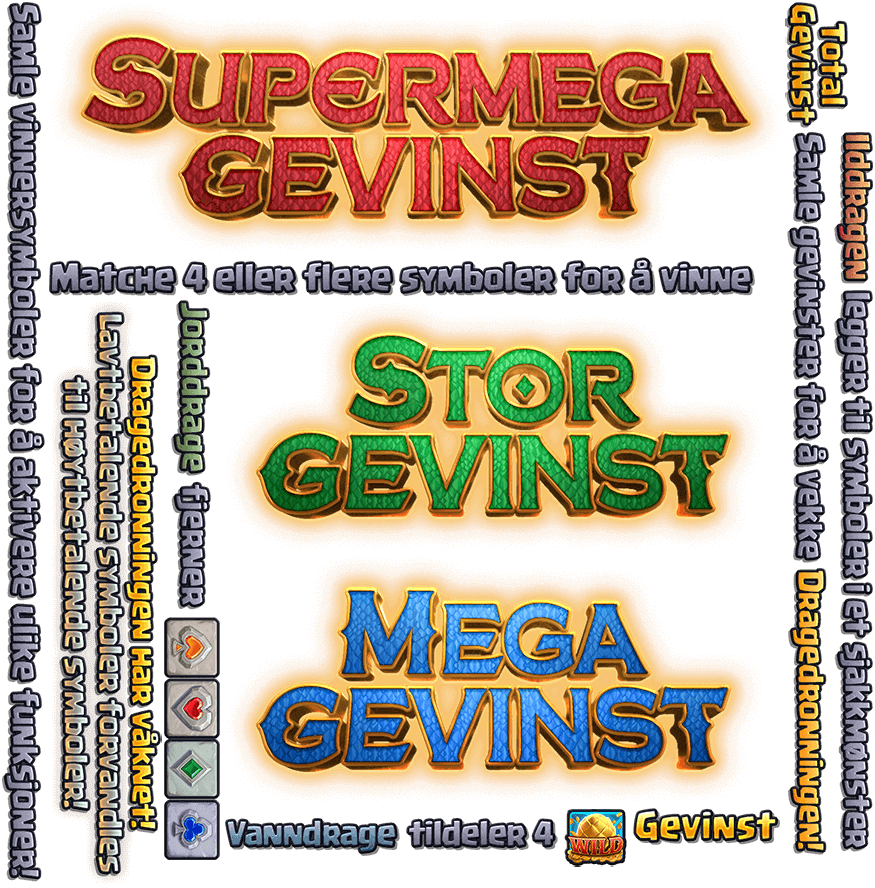 Samle vinnersymboler for å aktivere ulike funksjoner!
SUPERMEGA
GEVINST
Total
Gevinst
Samle gevinster for å vekke Dragedronningen!
Ilddragen legger til symboler i et sjakkmønster
Matche 4 eller flere symboler for å vinne
Jorddrage fjerner
Dragedronningen har våknet!
Lavtbetalende symboler forvandles
til høytbetalende symboler!
STOR
GEVINST
MEGA
GEVINST
Vanndrage tildeler 4
WILD
Gevinst